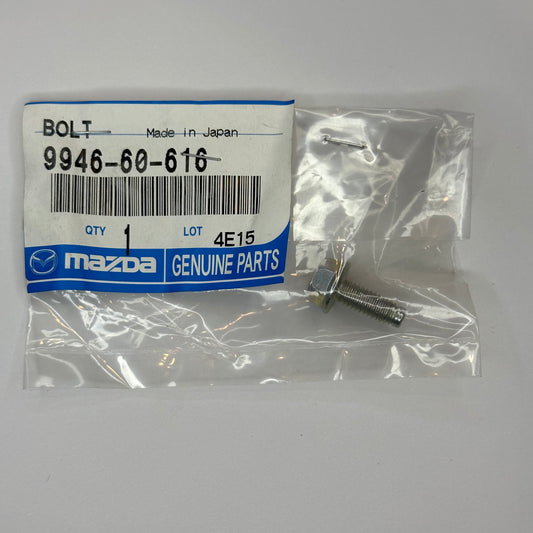 BOLT
Made in Japan
9946-60-616
QTY 1 LOT 4E15
mazda GENUINE PARTS